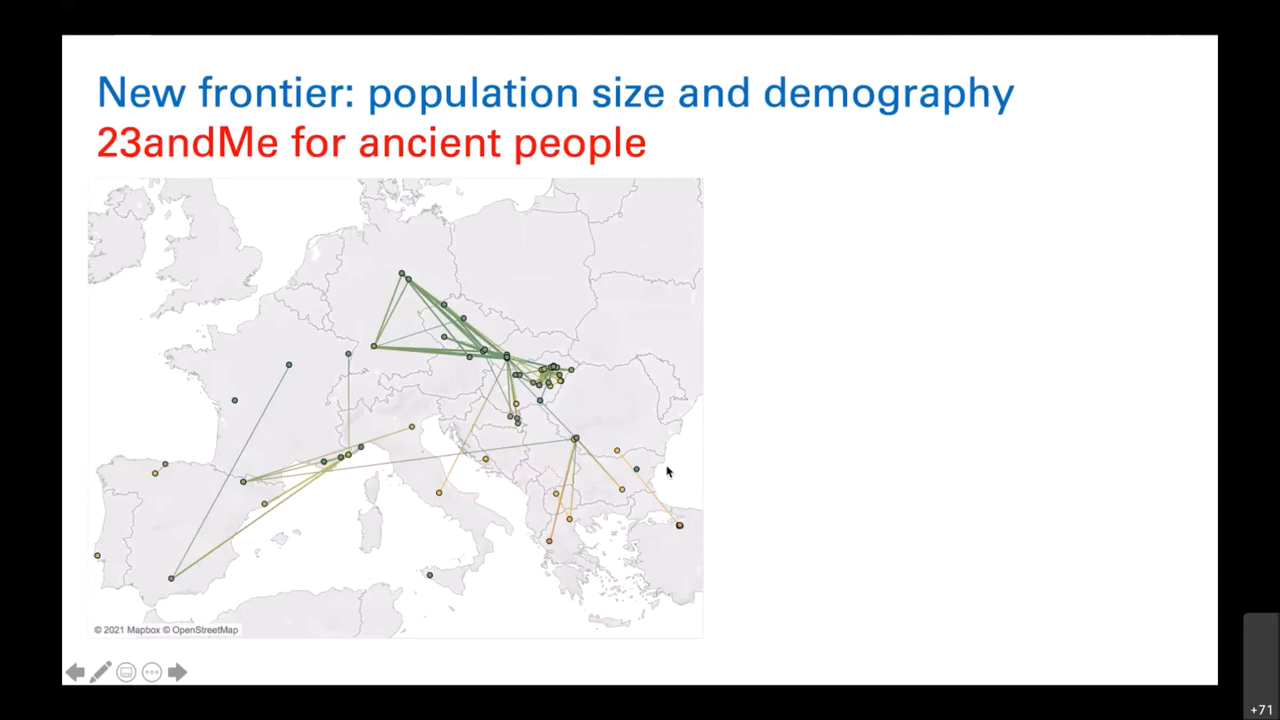 New frontier: population size and demography
23andMe for ancient people
© 2021 Mapbox © OpenStreetMap
+71